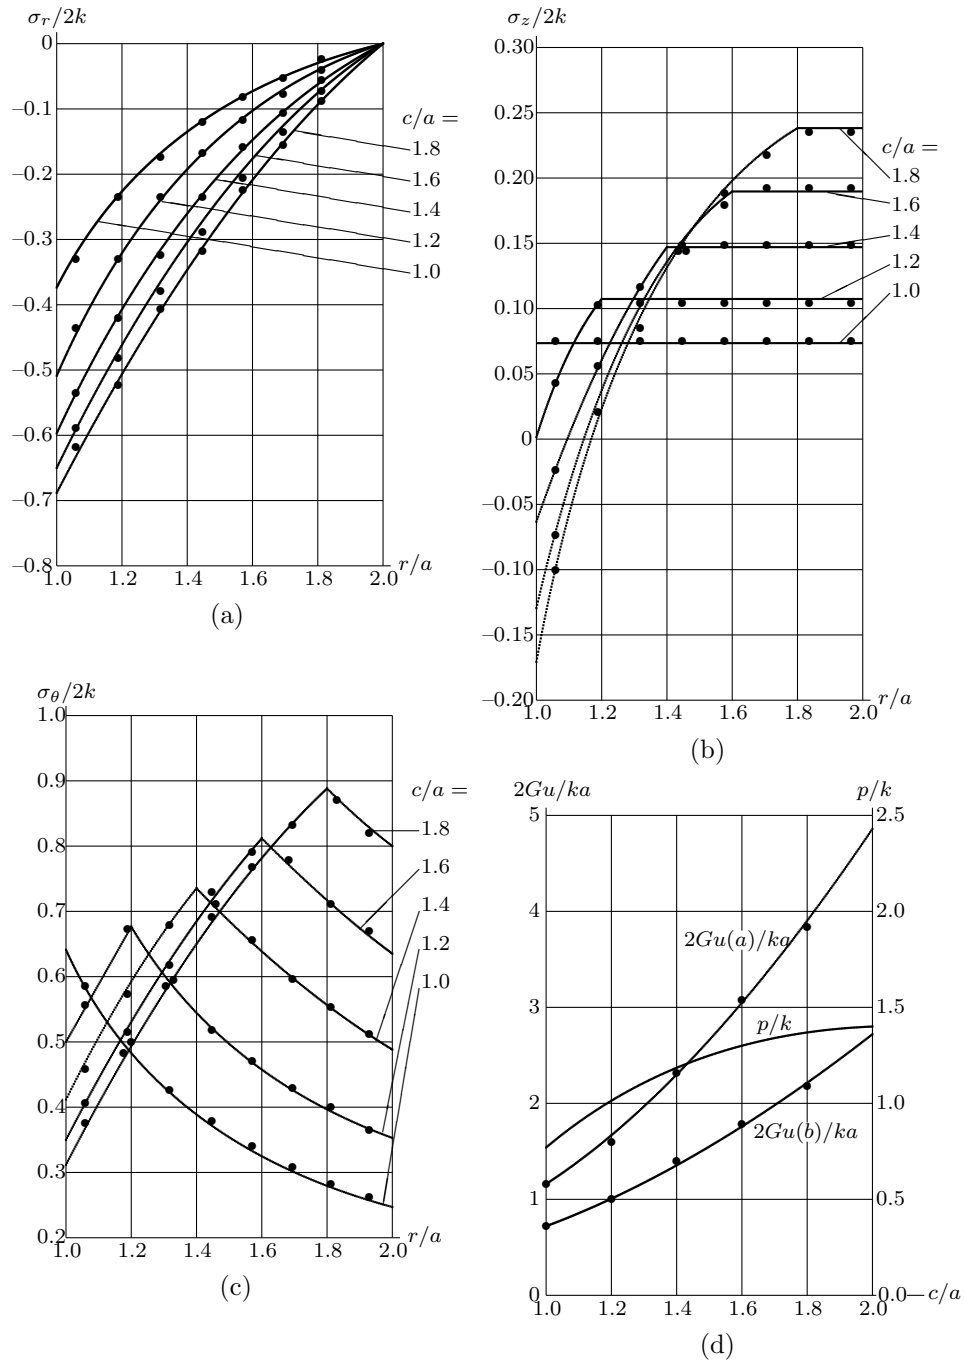 σr/2k
0
–0.1
–0.2
–0.3
–0.4
–0.5
–0.6
–0.7
–0.8
1.0 1.2 1.4 1.6 1.8 2.0 r/a
c/a =
1.8
1.6
1.4
1.2
1.0
(a)
σz/2k
0.30
0.25
0.20
0.15
0.10
0.05
0
–0.05
–0.10
–0.15
–0.20
1.0 1.2 1.4 1.6 1.8 2.0 r/a
c/a =
1.8
1.6
1.4
1.2
1.0
(b)
σθ/2k
1.0
0.9
0.8
0.7
0.6
0.5
0.4
0.3
0.2
1.0 1.2 1.4 1.6 1.8 2.0 r/a
c/a =
1.8
1.6
1.4
1.2
1.0
(c)
2Gu/ka p/k
5 2.5
4 2.0
2Gu(a)/ka
3 1.5
p/k
2 1.0
2Gu(b)/ka
1 0.5
0 0.0 c/a
1.0 1.2 1.4 1.6 1.8 2.0
(d)